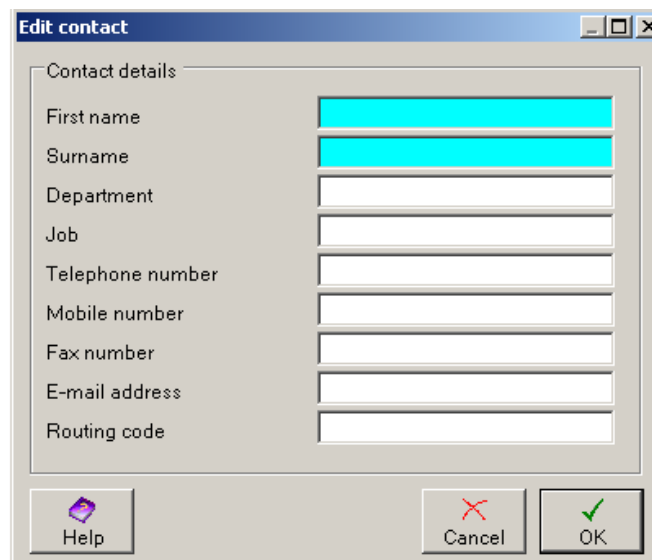 Edit contact
Contact details
First name
Surname
Department
Job
Telephone number
Mobile number
Fax number
E-mail address
Routing code
Help
Cancel
OK